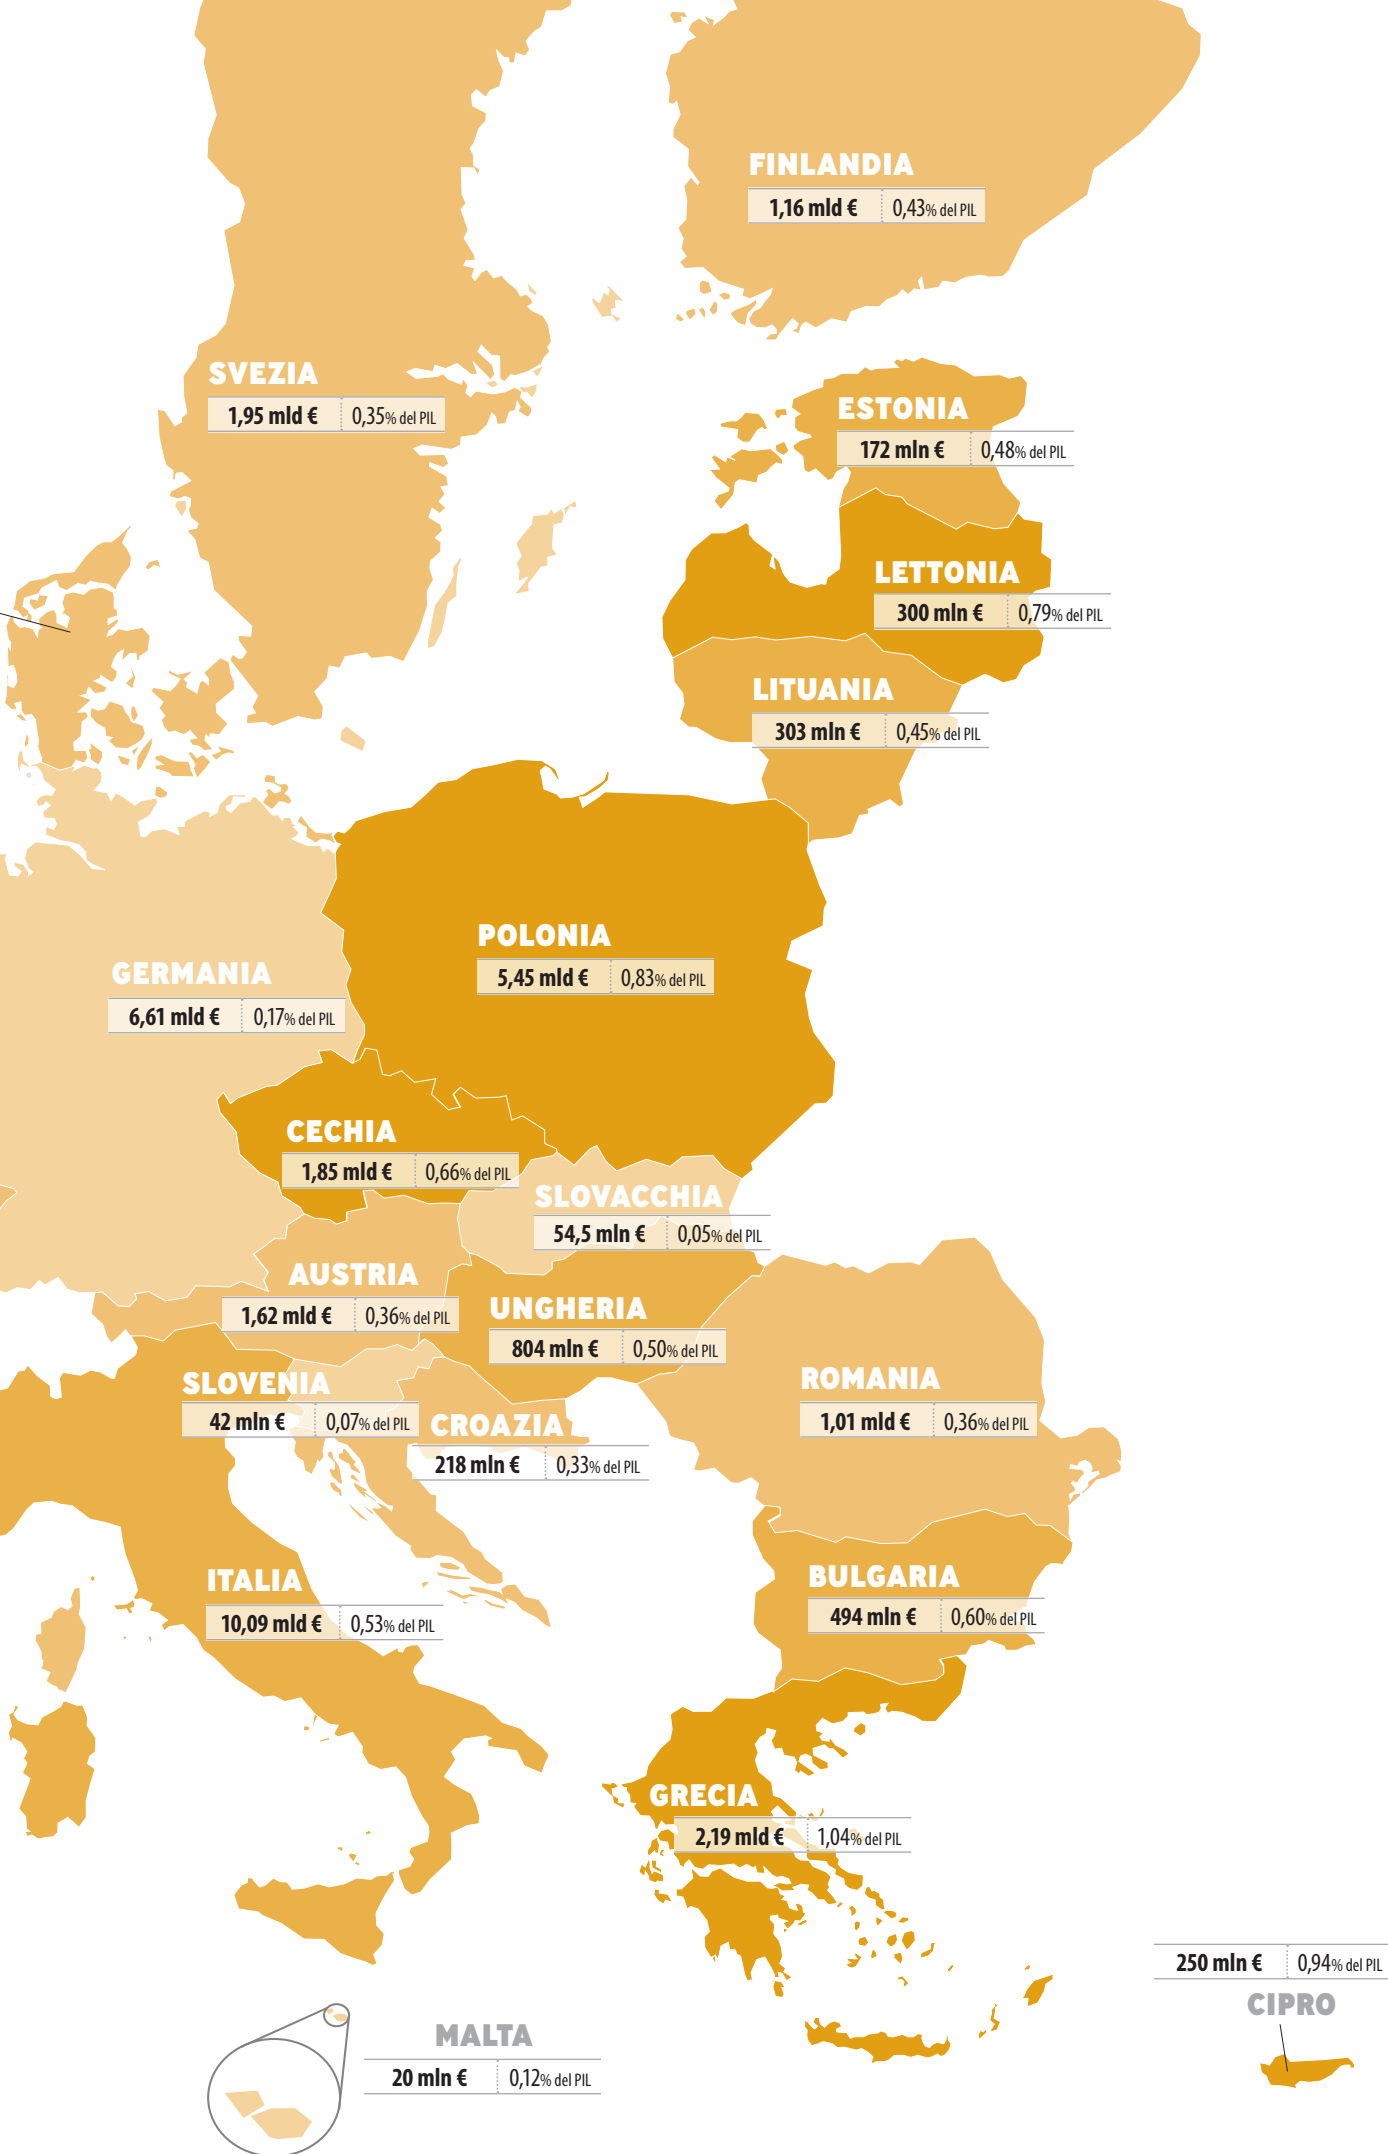 FINLANDIA
1,16 mld € 0,43% del PIL
SVEZIA
1,95 mld € 0,35% del PIL
ESTONIA
172 mln € 0,48% del PIL
LETTONIA
300 mln € 0,79% del PIL
LITUANIA
303 mln € 0,45% del PIL
POLONIA
5,45 mld € 0,83% del PIL
GERMANIA
6,61 mld € 0,17% del PIL
CECHIA
1,85 mld € 0,66% del PIL
SLOVACCHIA
54,5 mln € 0,05% del PIL
AUSTRIA
1,62 mld € 0,36% del PIL
UNGHERIA
804 mln € 0,50% del PIL
SLOVENIA
42 mln € 0,07% del PIL
CROAZIA
218 mln € 0,33% del PIL
ROMANIA
1,01 mld € 0,36% del PIL
ITALIA
10,09 mld € 0,53% del PIL
BULGARIA
494 mln € 0,60% del PIL
GRECIA
2,19 mld € 1,04% del PIL
250 mln € 0,94% del PIL
CIPRO
MALTA
20 mln € 0,12% del PIL